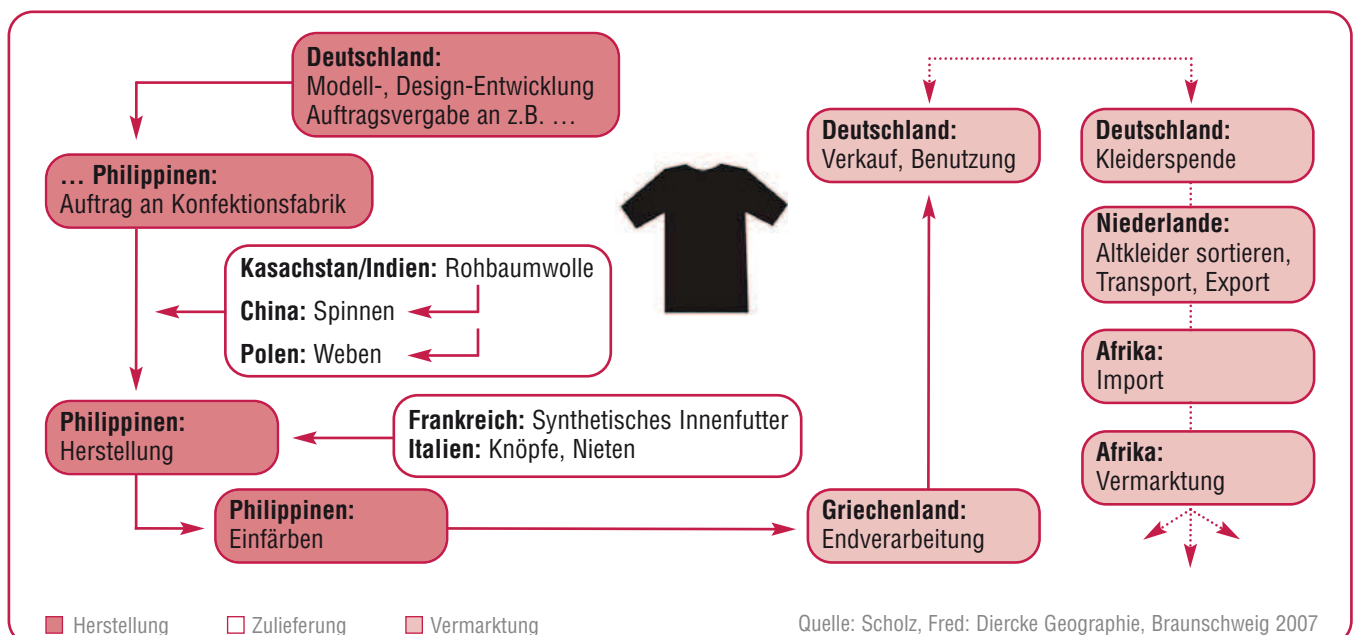 Deutschland:
Modell-, Design-Entwicklung
Auftragsvergabe an z.B. …
… Philippinen:
Auftrag an Konfektionsfabrik
Kasachstan/Indien: Rohbaumwolle
China: Spinnen
Polen: Weben
Philippinen:
Herstellung
Frankreich: Synthetisches Innenfutter
Italien: Knöpfe, Nieten
Philippinen:
Einfärben
Griechenland:
Endverarbeitung
Deutschland:
Verkauf, Benutzung
Deutschland:
Kleiderspende
Niederlande:
Altkleider sortieren,
Transport, Export
Afrika:
Import
Afrika:
Vermarktung
Herstellung
Zulieferung
Vermarktung
Quelle: Scholz, Fred: Diercke Geographie, Braunschweig 2007